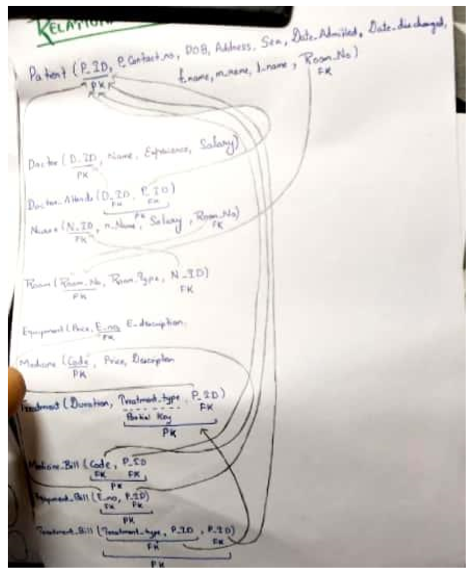 RELATION
Patient (P_ID, P_Contact_no, DOB, Address, Sex, Date_Admitted, Date_discharged,
PK
f_name, m_name, l_name, Room_No)
FK
Doctor (D_ID, Name, Experience, Salary)
PK
Doctor_Attends (D_ID, P_ID)
FK FK
PK
Nurse (N_ID, n_Name, Salary, Room_No)
PK FK
Room (Room_No, Room_Type, N_ID)
PK FK
Equipment (Price, E_no, E_description,
PK
Medicine (Code, Price, Description
PK
Treatment (Duration, Treatment_type, P_ID)
Partial Key FK
PK
Medicine_Bill (Code, P_ID
FK FK
PK
Equipment_Bill (E_no, P_ID)
FK FK
PK
Treatment_Bill (Treatment_type, P_ID, P_ID)
FK FK
PK